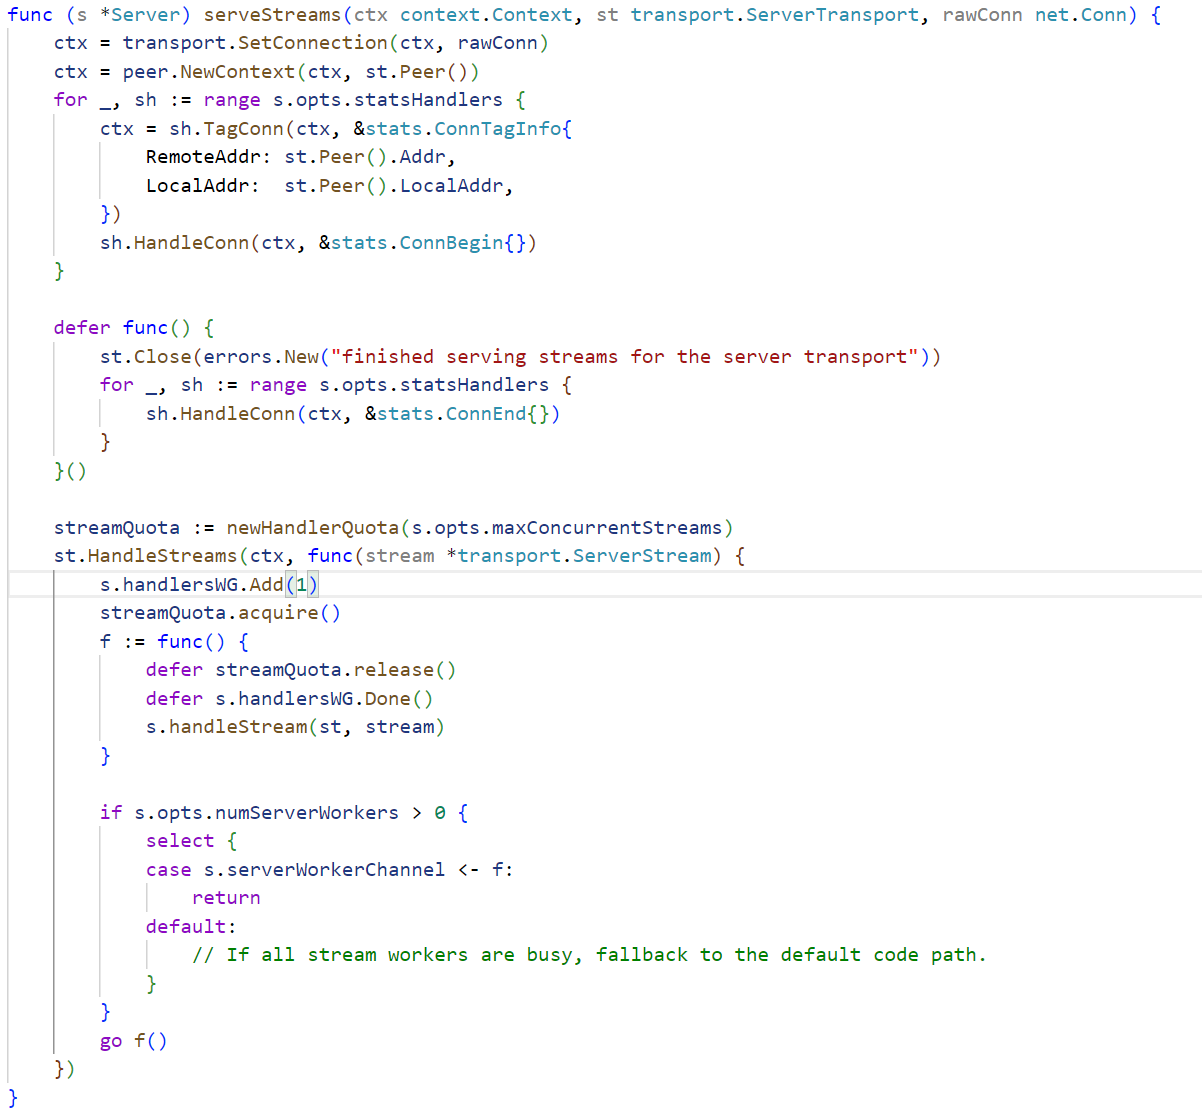 func (s *Server) serveStreams(ctx context.Context, st transport.ServerTransport, rawConn net.Conn) {
    ctx = transport.SetConnection(ctx, rawConn)
    ctx = peer.NewContext(ctx, st.Peer())
    for _, sh := range s.opts.statsHandlers {
        ctx = sh.TagConn(ctx, &stats.ConnTagInfo{
            RemoteAddr: st.Peer().Addr,
            LocalAddr:  st.Peer().LocalAddr,
        })
        sh.HandleConn(ctx, &stats.ConnBegin{})
    }

    defer func() {
        st.Close(errors.New("finished serving streams for the server transport"))
        for _, sh := range s.opts.statsHandlers {
            sh.HandleConn(ctx, &stats.ConnEnd{})
        }
    }()

    streamQuota := newHandlerQuota(s.opts.maxConcurrentStreams)
    st.HandleStreams(ctx, func(stream *transport.ServerStream) {
        s.handlersWG.Add(1)
        streamQuota.acquire()
        f := func() {
            defer streamQuota.release()
            defer s.handlersWG.Done()
            s.handleStream(st, stream)
        }

        if s.opts.numServerWorkers > 0 {
            select {
            case s.serverWorkerChannel <- f:
                return
            default:
                // If all stream workers are busy, fallback to the default code path.
            }
        }
        go f()
    })
}